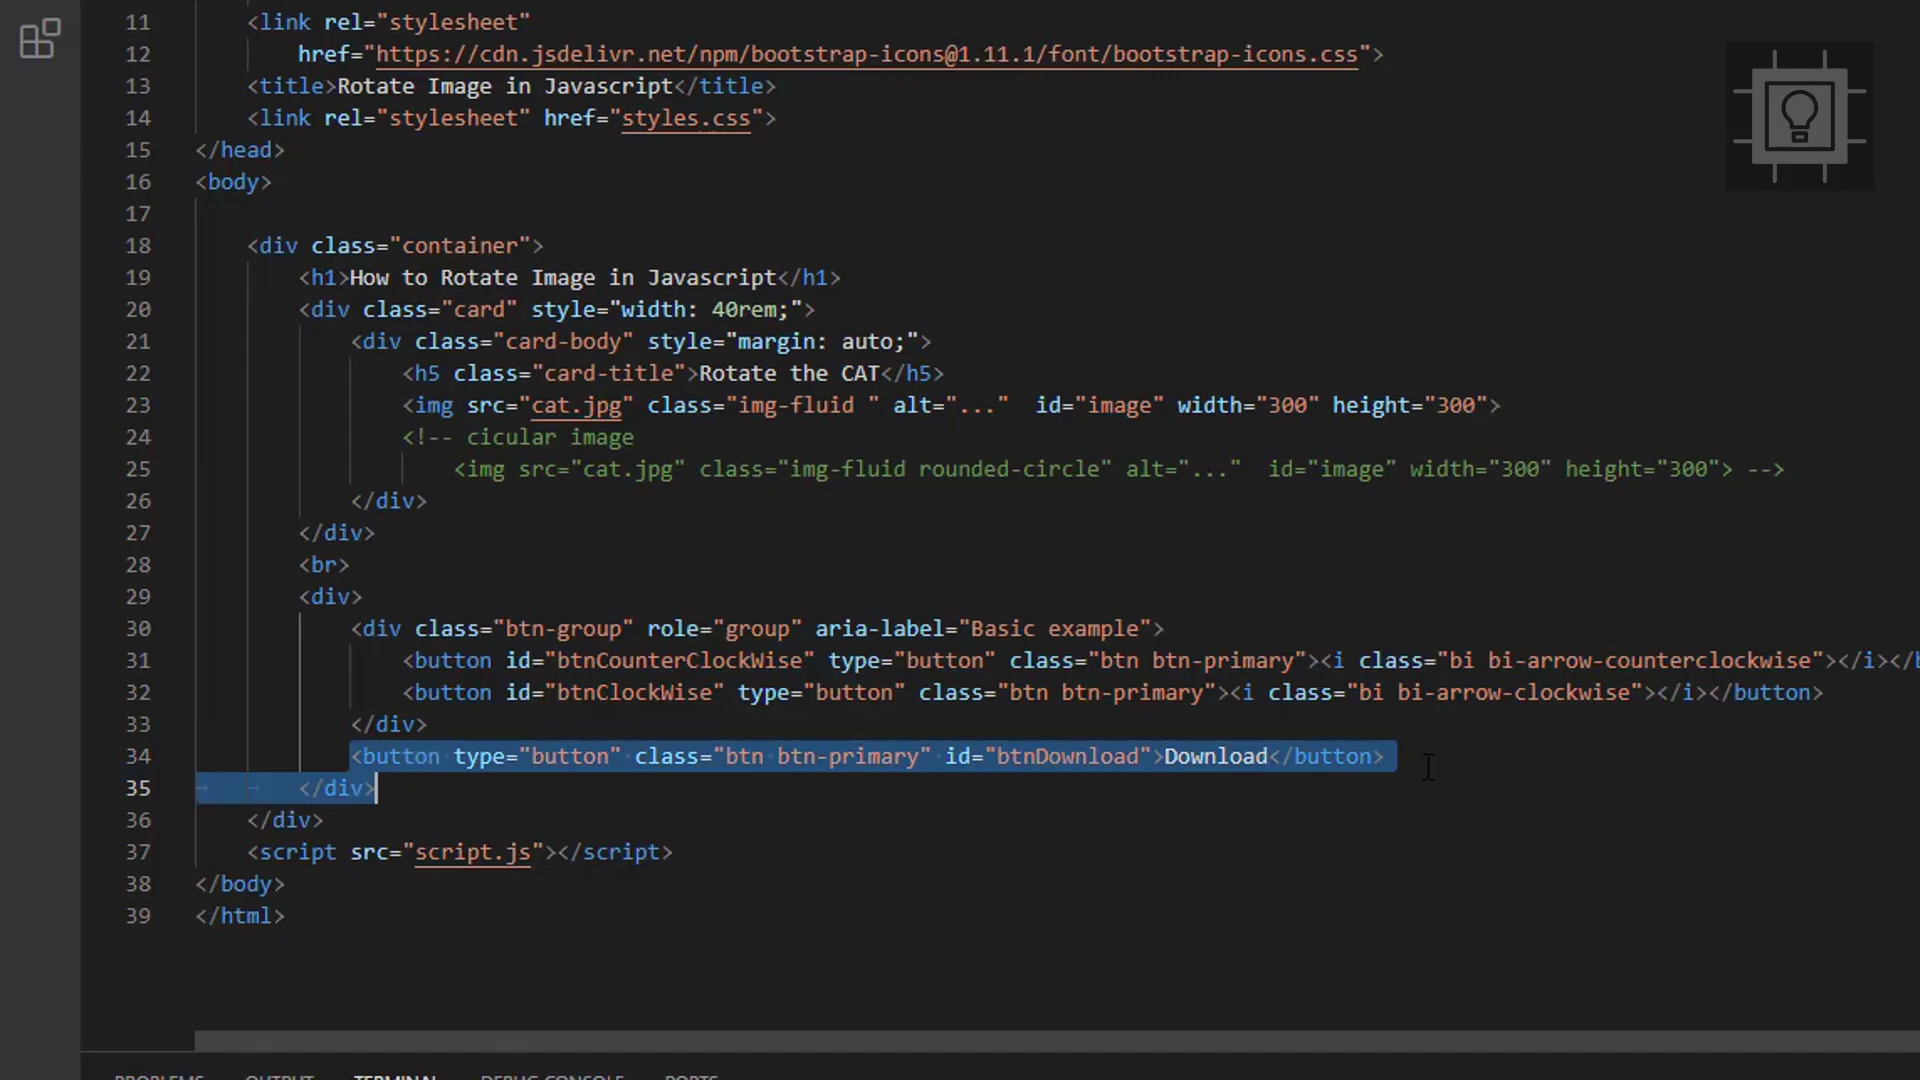 11 <link rel="stylesheet"
12 href="https://cdn.jsdelivr.net/npm/bootstrap-icons@1.11.1/font/bootstrap-icons.css">
13 <title>Rotate Image in Javascript</title>
14 <link rel="stylesheet" href="styles.css">
15 </head>
16 <body>
17
18 <div class="container">
19 <h1>How to Rotate Image in Javascript</h1>
20 <div class="card" style="width: 40rem;">
21 <div class="card-body" style="margin: auto;">
22 <h5 class="card-title">Rotate the CAT</h5>
23 <img src="cat.jpg" class="img-fluid " alt="..."  id="image" width="300" height="300">
24 <!-- cicular image
25 <img src="cat.jpg" class="img-fluid rounded-circle" alt="..."  id="image" width="300" height="300"> -->
26 </div>
27 </div>
28 <br>
29 <div>
30 <div class="btn-group" role="group" aria-label="Basic example">
31 <button id="btnCounterClockWise" type="button" class="btn btn-primary"><i class="bi bi-arrow-counterclockwise"></i></b
32 <button id="btnClockWise" type="button" class="btn btn-primary"><i class="bi bi-arrow-clockwise"></i></button>
33 </div>
34 <button type="button" class="btn btn-primary" id="btnDownload">Download</button>
35 </div>
36 </div>
37 <script src="script.js"></script>
38 </body>
39 </html>
PROBLEMS OUTPUT TERMINAL DEBUG CONSOLE PORTS